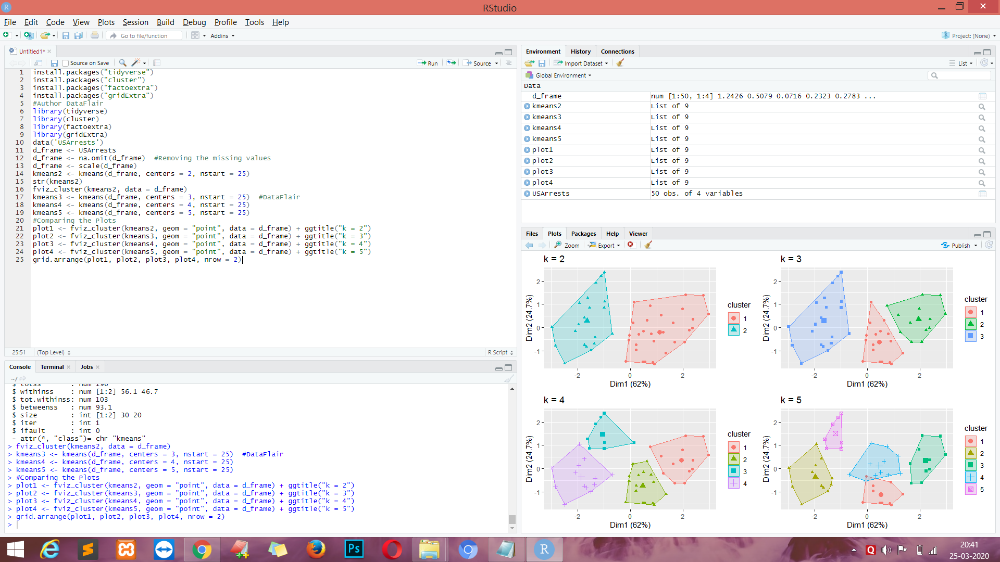 RStudio
File Edit Code View Plots Session Build Debug Profile Tools Help
Go to file/function Addins Project: (None)
Untitled1*
Source on Save Run Source
1 install.packages("tidyverse")
2 install.packages("cluster")
3 install.packages("factoextra")
4 install.packages("gridExtra")
5 #Author DataFlair
6 library(tidyverse)
7 library(cluster)
8 library(factoextra)
9 library(gridExtra)
10 data('USArrests')
11 d_frame <- USArrests
12 d_frame <- na.omit(d_frame)  #Removing the missing values
13 d_frame <- scale(d_frame)
14 kmeans2 <- kmeans(d_frame, centers = 2, nstart = 25)
15 str(kmeans2)
16 fviz_cluster(kmeans2, data = d_frame)
17 kmeans3 <- kmeans(d_frame, centers = 3, nstart = 25)  #DataFlair
18 kmeans4 <- kmeans(d_frame, centers = 4, nstart = 25)
19 kmeans5 <- kmeans(d_frame, centers = 5, nstart = 25)
20 #Comparing the Plots
21 plot1 <- fviz_cluster(kmeans2, geom = "point", data = d_frame) + ggtitle("k = 2")
22 plot2 <- fviz_cluster(kmeans3, geom = "point", data = d_frame) + ggtitle("k = 3")
23 plot3 <- fviz_cluster(kmeans4, geom = "point", data = d_frame) + ggtitle("k = 4")
24 plot4 <- fviz_cluster(kmeans5, geom = "point", data = d_frame) + ggtitle("k = 5")
25 grid.arrange(plot1, plot2, plot3, plot4, nrow = 2)
25:51 (Top Level) R Script
Console Terminal Jobs
~/
$ totss       : num 196
$ withinss    : num [1:2] 56.1 46.7
$ tot.withinss: num 103
$ betweenss   : num 93.1
$ size        : int [1:2] 30 20
$ iter        : int 1
$ ifault      : int 0
- attr(*, "class")= chr "kmeans"
> fviz_cluster(kmeans2, data = d_frame)
> kmeans3 <- kmeans(d_frame, centers = 3, nstart = 25)  #DataFlair
> kmeans4 <- kmeans(d_frame, centers = 4, nstart = 25)
> kmeans5 <- kmeans(d_frame, centers = 5, nstart = 25)
> #Comparing the Plots
> plot1 <- fviz_cluster(kmeans2, geom = "point", data = d_frame) + ggtitle("k = 2")
> plot2 <- fviz_cluster(kmeans3, geom = "point", data = d_frame) + ggtitle("k = 3")
> plot3 <- fviz_cluster(kmeans4, geom = "point", data = d_frame) + ggtitle("k = 4")
> plot4 <- fviz_cluster(kmeans5, geom = "point", data = d_frame) + ggtitle("k = 5")
> grid.arrange(plot1, plot2, plot3, plot4, nrow = 2)
>
Environment History Connections
Import Dataset List
Global Environment
Data
d_frame num [1:50, 1:4] 1.2426 0.5079 0.0716 0.2323 0.2783 ...
kmeans2 List of 9
kmeans3 List of 9
kmeans4 List of 9
kmeans5 List of 9
plot1 List of 9
plot2 List of 9
plot3 List of 9
plot4 List of 9
USArrests 50 obs. of 4 variables
Files Plots Packages Help Viewer
Zoom Export Publish
k = 2
2
1
0
-1
Dim2 (24.7%)
-2 0 2
Dim1 (62%)
cluster
1
2
k = 3
2
1
0
-1
Dim2 (24.7%)
-2 0 2
Dim1 (62%)
cluster
1
2
3
k = 4
2
1
0
-1
Dim2 (24.7%)
-2 0 2
Dim1 (62%)
cluster
1
2
3
4
k = 5
2
1
0
-1
Dim2 (24.7%)
-2 0 2
Dim1 (62%)
cluster
1
2
3
4
5
Ps
R
Q
20:41
25-03-2020